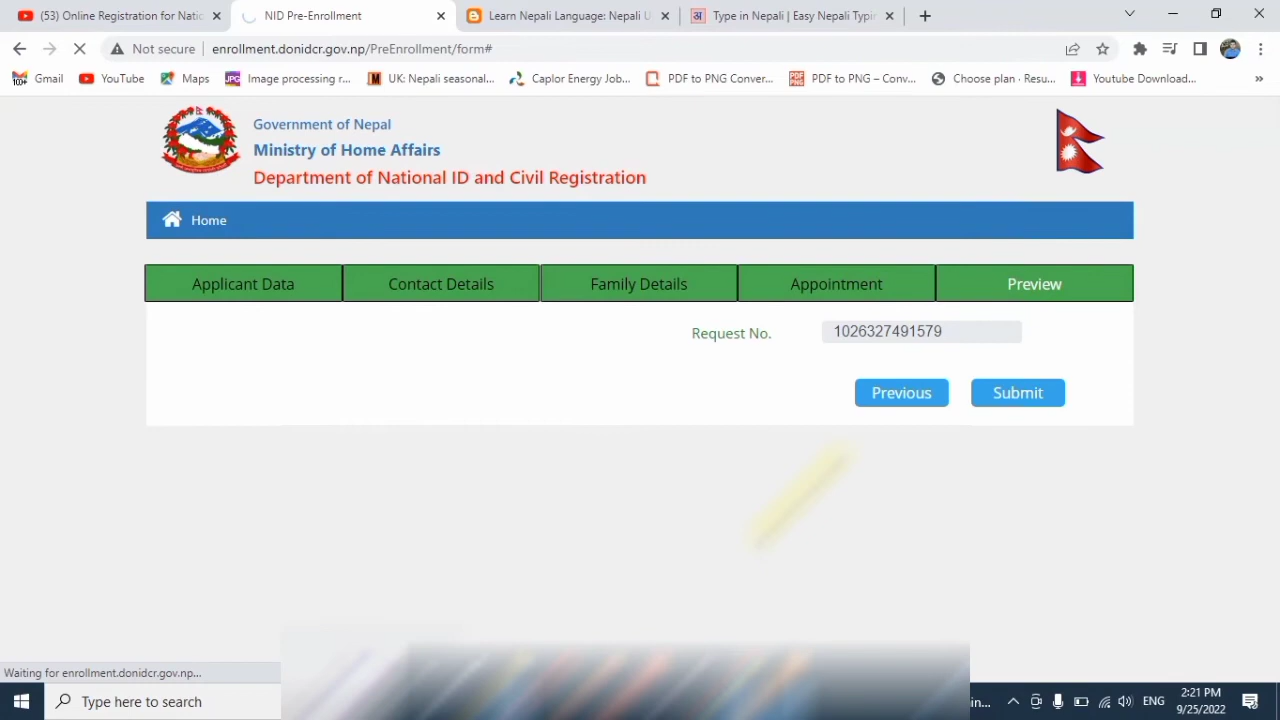 (53) Online Registration for Natio
NID Pre-Enrollment
Learn Nepali Language: Nepali U
Type in Nepali | Easy Nepali Typin
Not secure
enrollment.donidcr.gov.np/PreEnrollment/form#
Gmail
YouTube
Maps
Image processing r...
UK: Nepali seasonal...
Caplor Energy Job...
PDF to PNG Conver...
PDF to PNG – Conv...
Choose plan · Resu...
Youtube Download...
»
Government of Nepal
Ministry of Home Affairs
Department of National ID and Civil Registration
Home
Applicant Data
Contact Details
Family Details
Appointment
Preview
Request No.
1026327491579
Previous
Submit
Waiting for enrollment.donidcr.gov.np...
Type here to search
in...
ENG
2:21 PM
9/25/2022